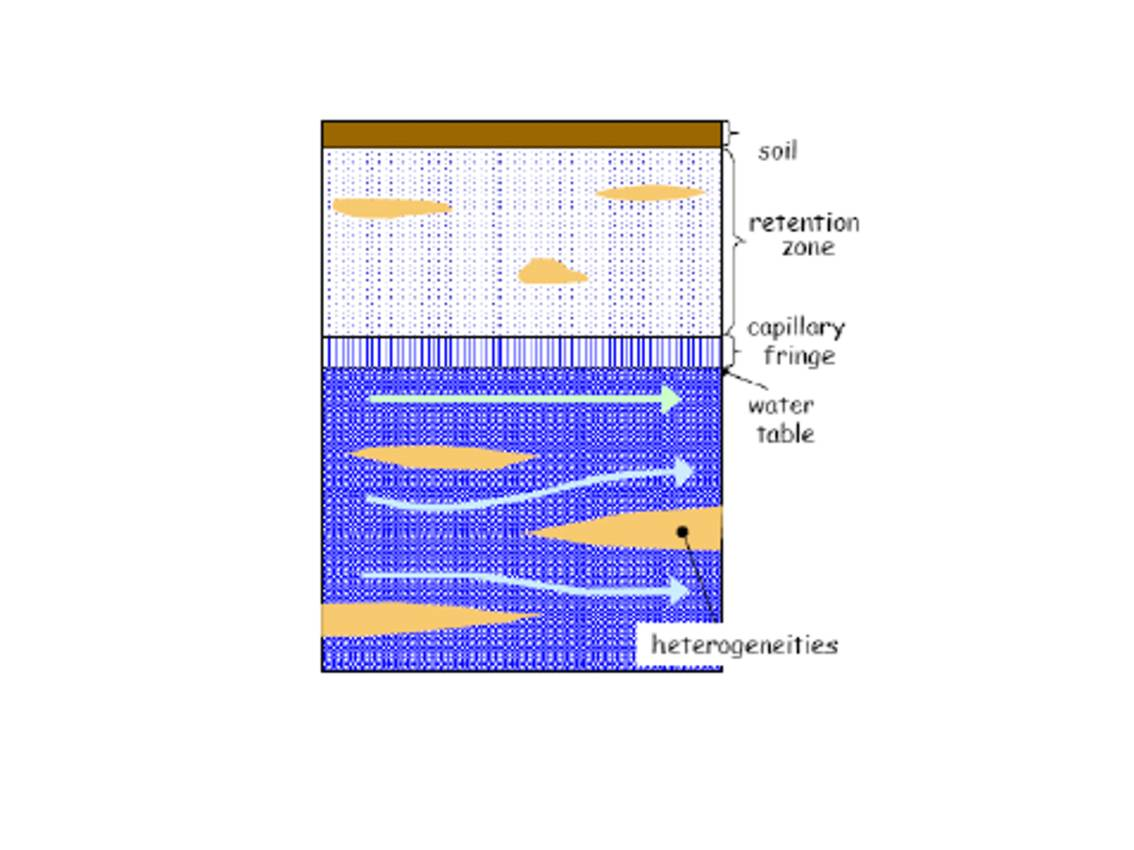 soil
retention
zone
capillary
fringe
water
table
heterogeneities